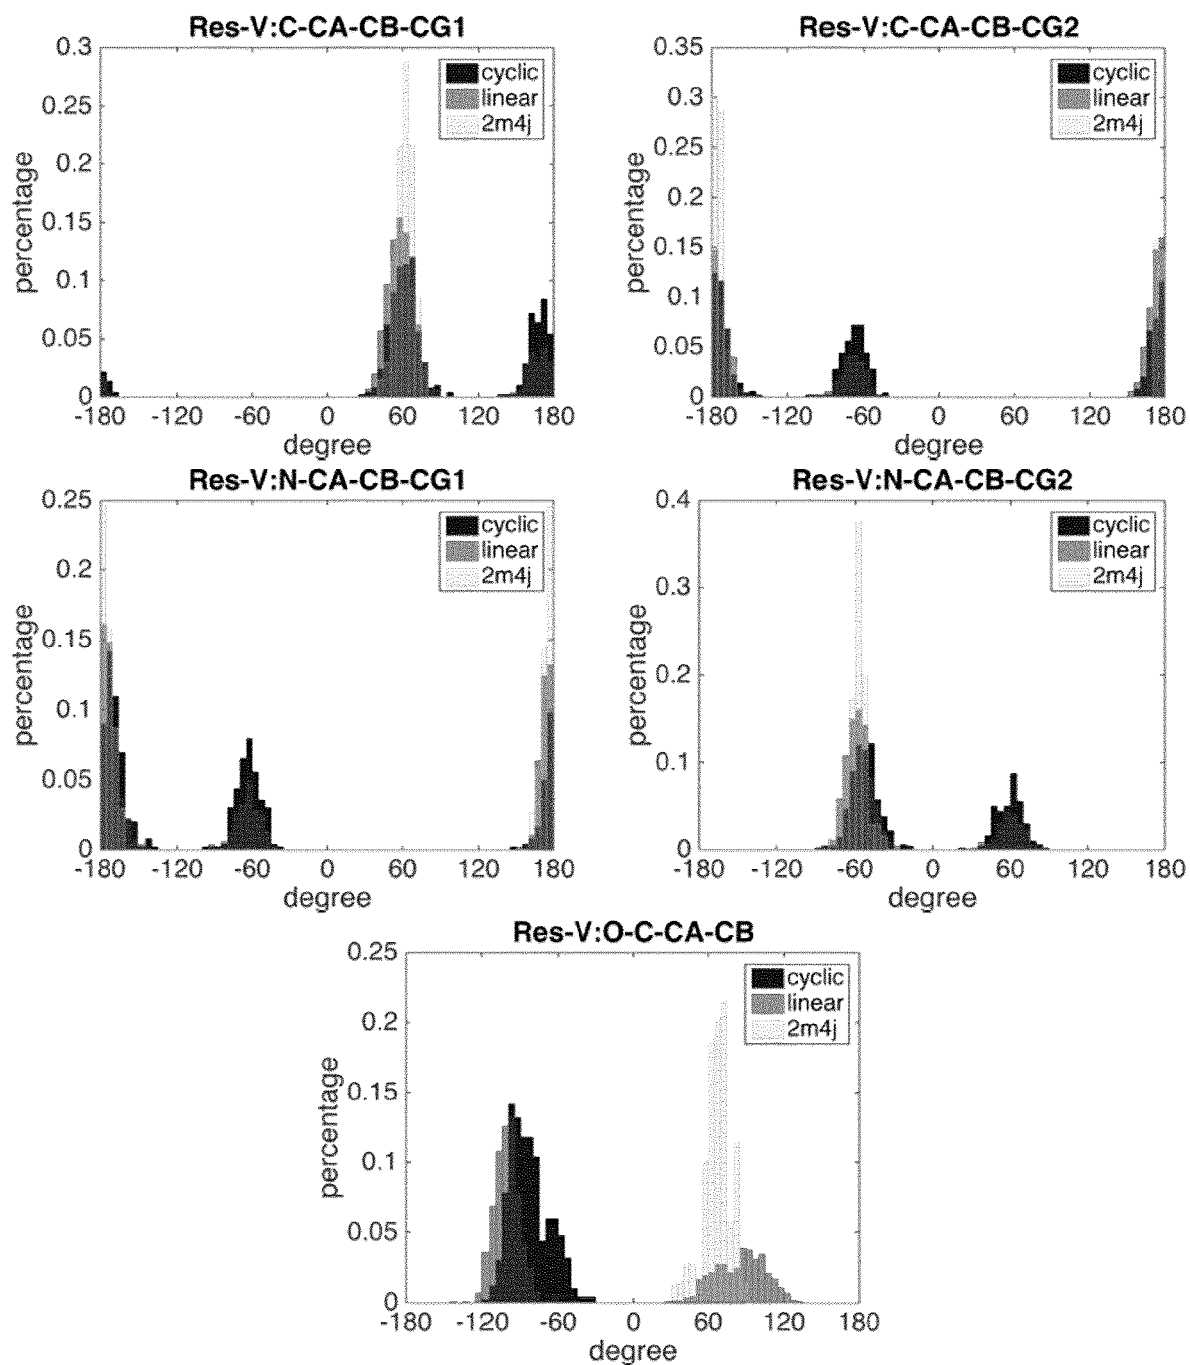 Res-V:C-CA-CB-CG1
0.3
0.25
0.2
0.15
0.1
0.05
0
percentage
-180 -120 -60 0 60 120 180
degree
cyclic
linear
2m4j
Res-V:C-CA-CB-CG2
0.35
0.3
0.25
0.2
0.15
0.1
0.05
0
percentage
-180 -120 -60 0 60 120 180
degree
cyclic
linear
2m4j
Res-V:N-CA-CB-CG1
0.25
0.2
0.15
0.1
0.05
0
percentage
-180 -120 -60 0 60 120 180
degree
cyclic
linear
2m4j
Res-V:N-CA-CB-CG2
0.4
0.3
0.2
0.1
0
percentage
-180 -120 -60 0 60 120 180
degree
cyclic
linear
2m4j
Res-V:O-C-CA-CB
0.25
0.2
0.15
0.1
0.05
0
percentage
-180 -120 -60 0 60 120 180
degree
cyclic
linear
2m4j